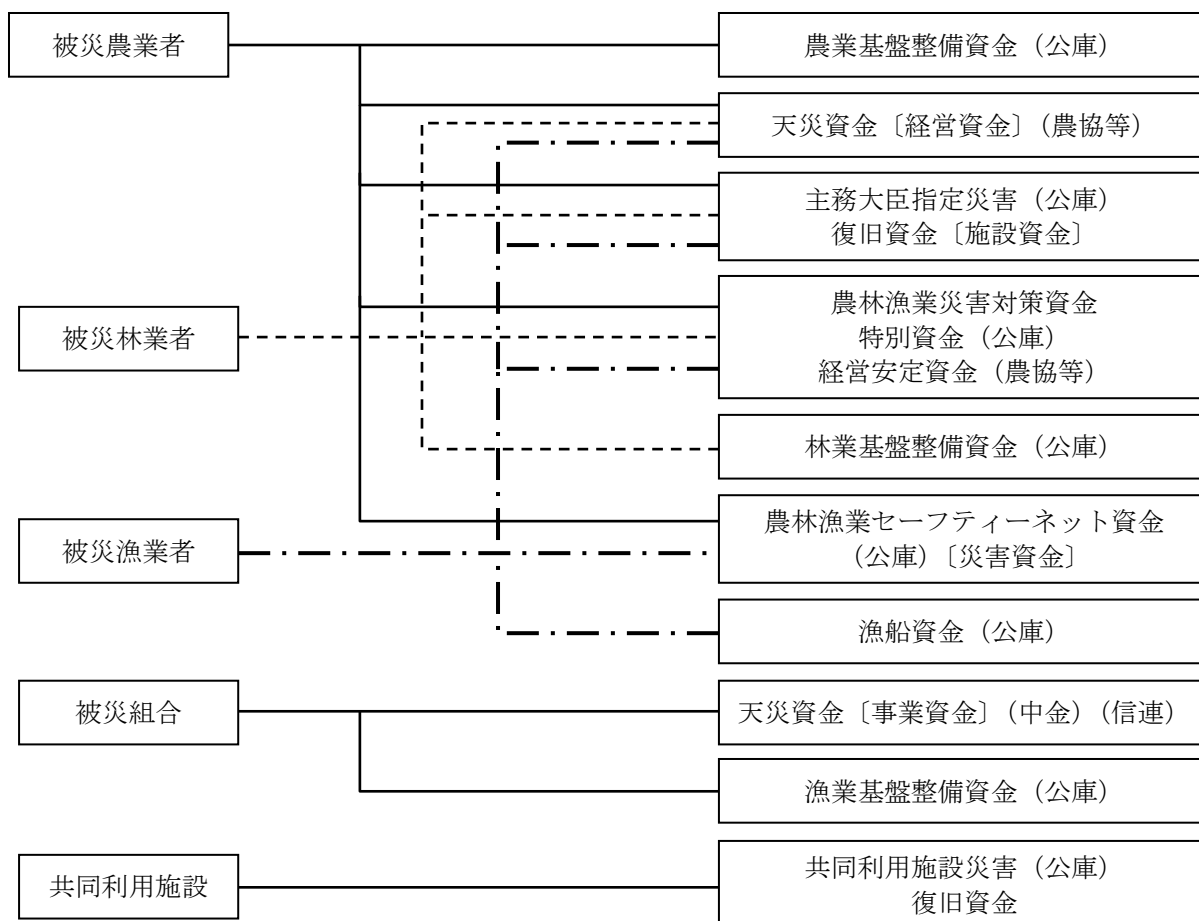 被災農業者
農業基盤整備資金（公庫）
天災資金〔経営資金〕（農協等）
主務大臣指定災害（公庫）
復旧資金〔施設資金〕
被災林業者
農林漁業災害対策資金
特別資金（公庫）
経営安定資金（農協等）
林業基盤整備資金（公庫）
被災漁業者
農林漁業セーフティーネット資金
（公庫）〔災害資金〕
漁船資金（公庫）
被災組合
天災資金〔事業資金〕（中金）（信連）
漁業基盤整備資金（公庫）
共同利用施設
共同利用施設災害（公庫）
復旧資金